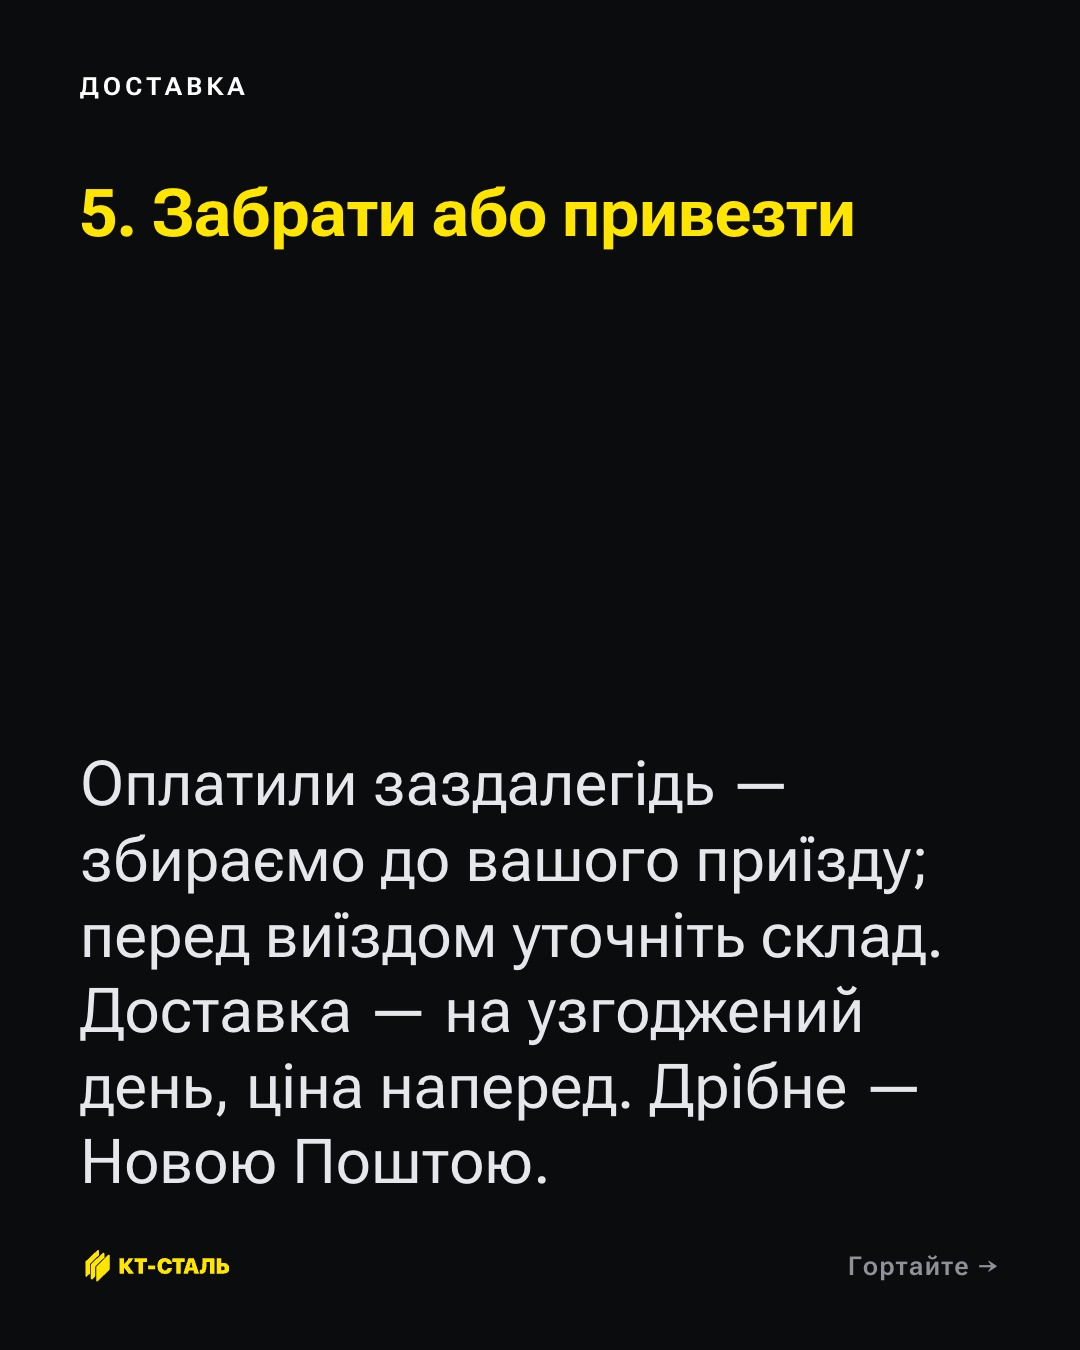 ДОСТАВКА
5. Забрати або привезти
Оплатили заздалегідь —
збираємо до вашого приїзду;
перед виїздом уточніть склад.
Доставка — на узгоджений
день, ціна наперед. Дрібне —
Новою Поштою.
КТ-СТАЛЬ
Гортайте →